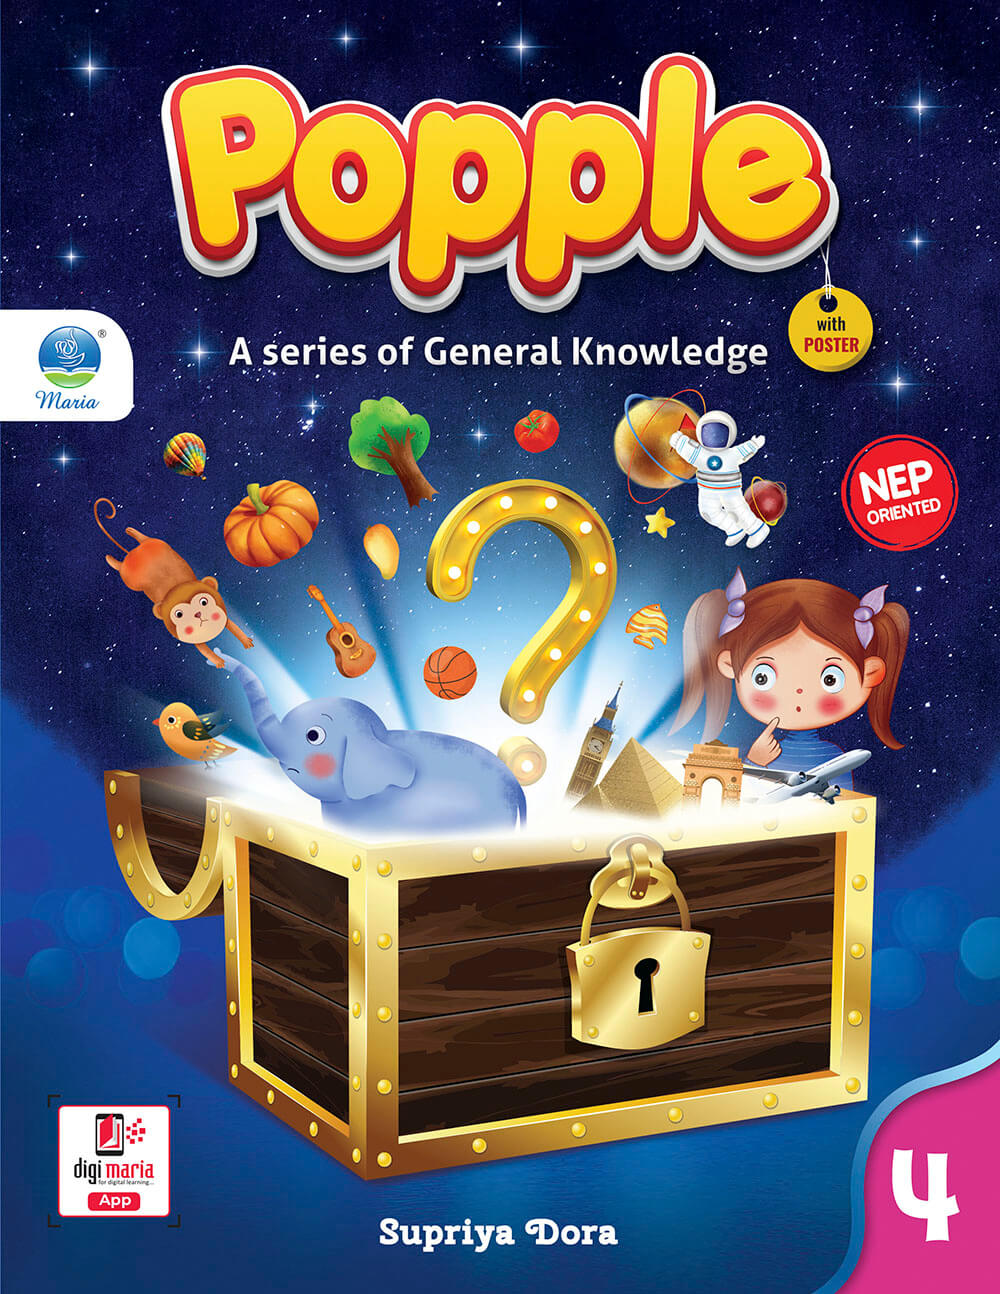 Popple
with
POSTER
A series of General Knowledge
®
Maria
NEP
ORIENTED
digi maria
for digital learning...
App
Supriya Dora
4